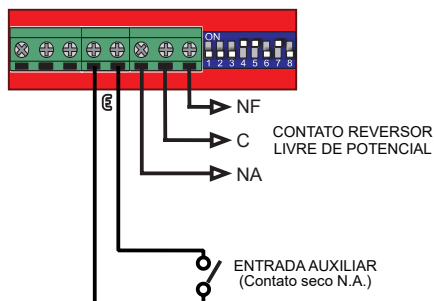 ON
1 2 3 4 5 6 7 8
E
NF
C
CONTATO REVERSOR
LIVRE DE POTENCIAL
NA
ENTRADA AUXILIAR
(Contato seco N.A.)